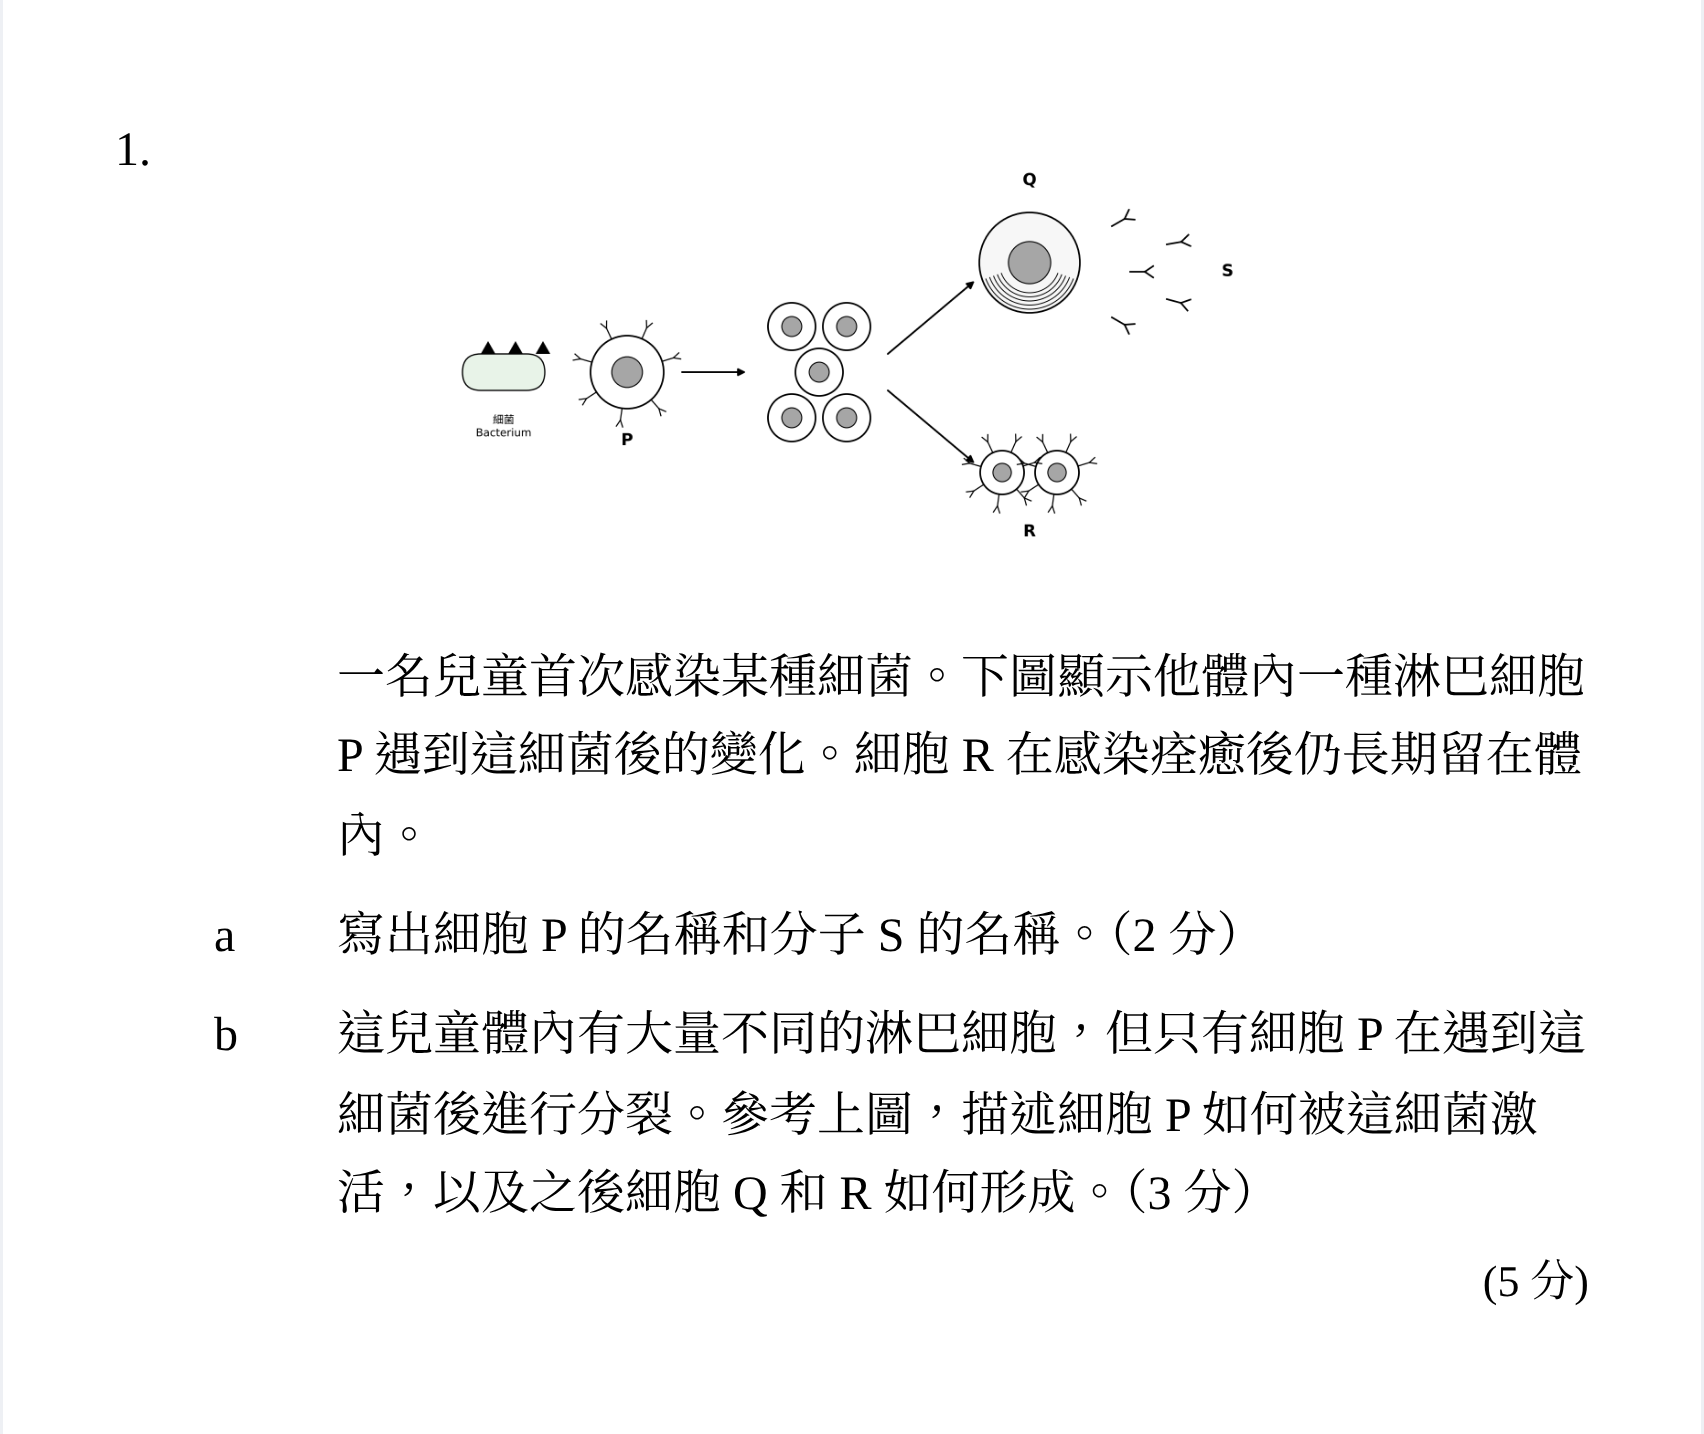 1.
Q
S
細菌
Bacterium
P
R
一名兒童首次感染某種細菌。下圖顯示他體內一種淋巴細胞
P 遇到這細菌後的變化。細胞 R 在感染痊癒後仍長期留在體
內。
a 寫出細胞 P 的名稱和分子 S 的名稱。（2 分）
b 這兒童體內有大量不同的淋巴細胞，但只有細胞 P 在遇到這
細菌後進行分裂。參考上圖，描述細胞 P 如何被這細菌激
活，以及之後細胞 Q 和 R 如何形成。（3 分）
(5 分)